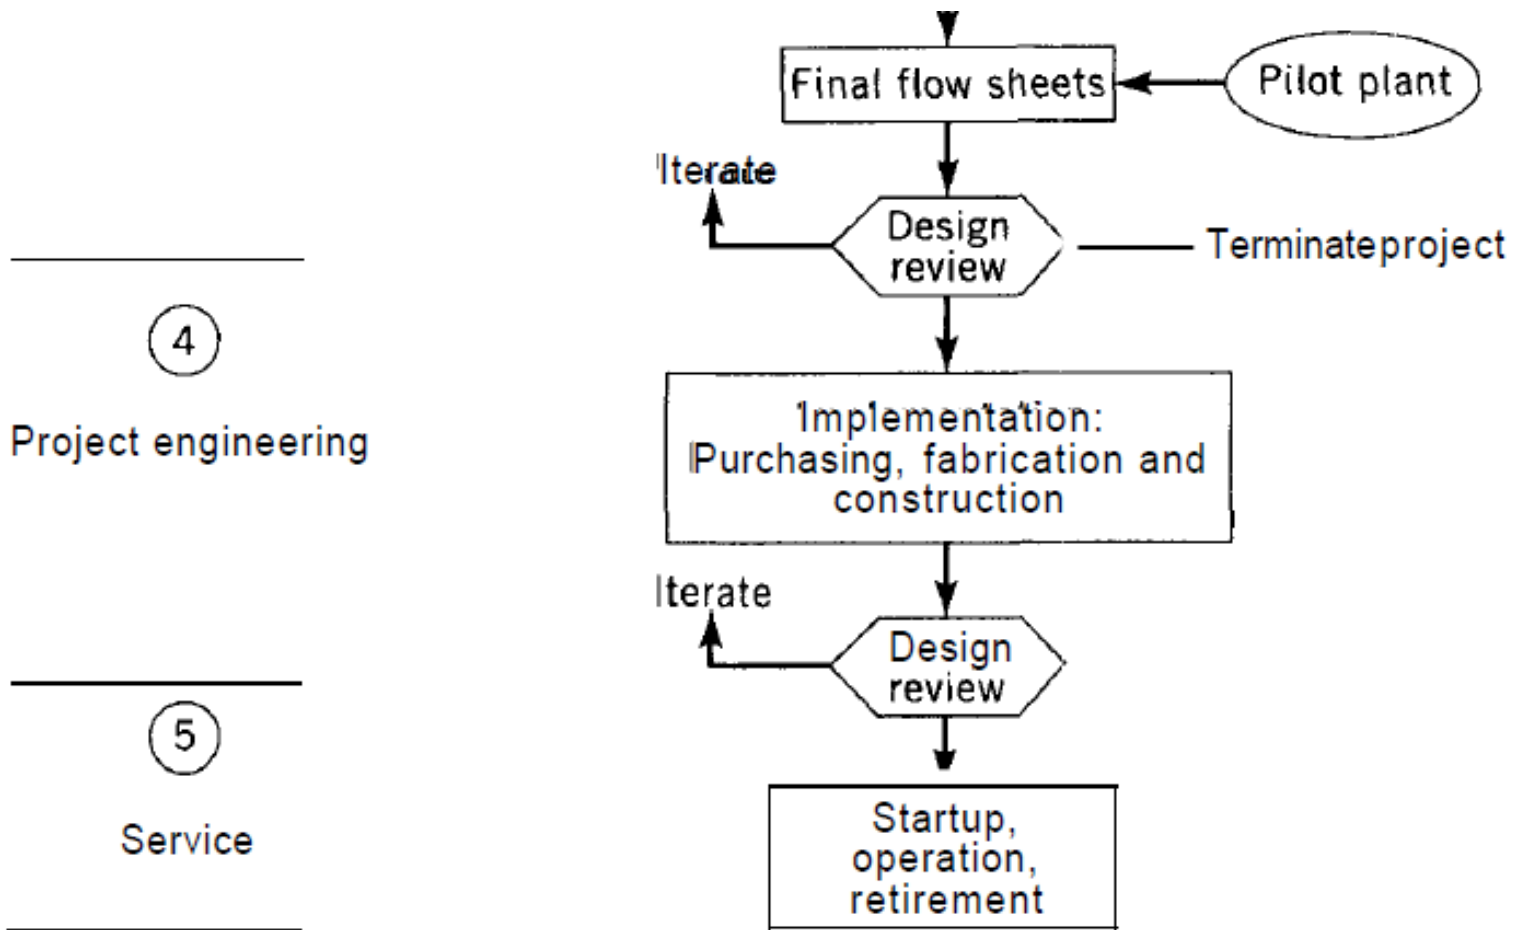 Final flow sheets
Pilot plant
Iterate
Design
review
Terminateproject
4
Project engineering
Implementation:
Purchasing, fabrication and
construction
Iterate
Design
review
5
Service
Startup,
operation,
retirement